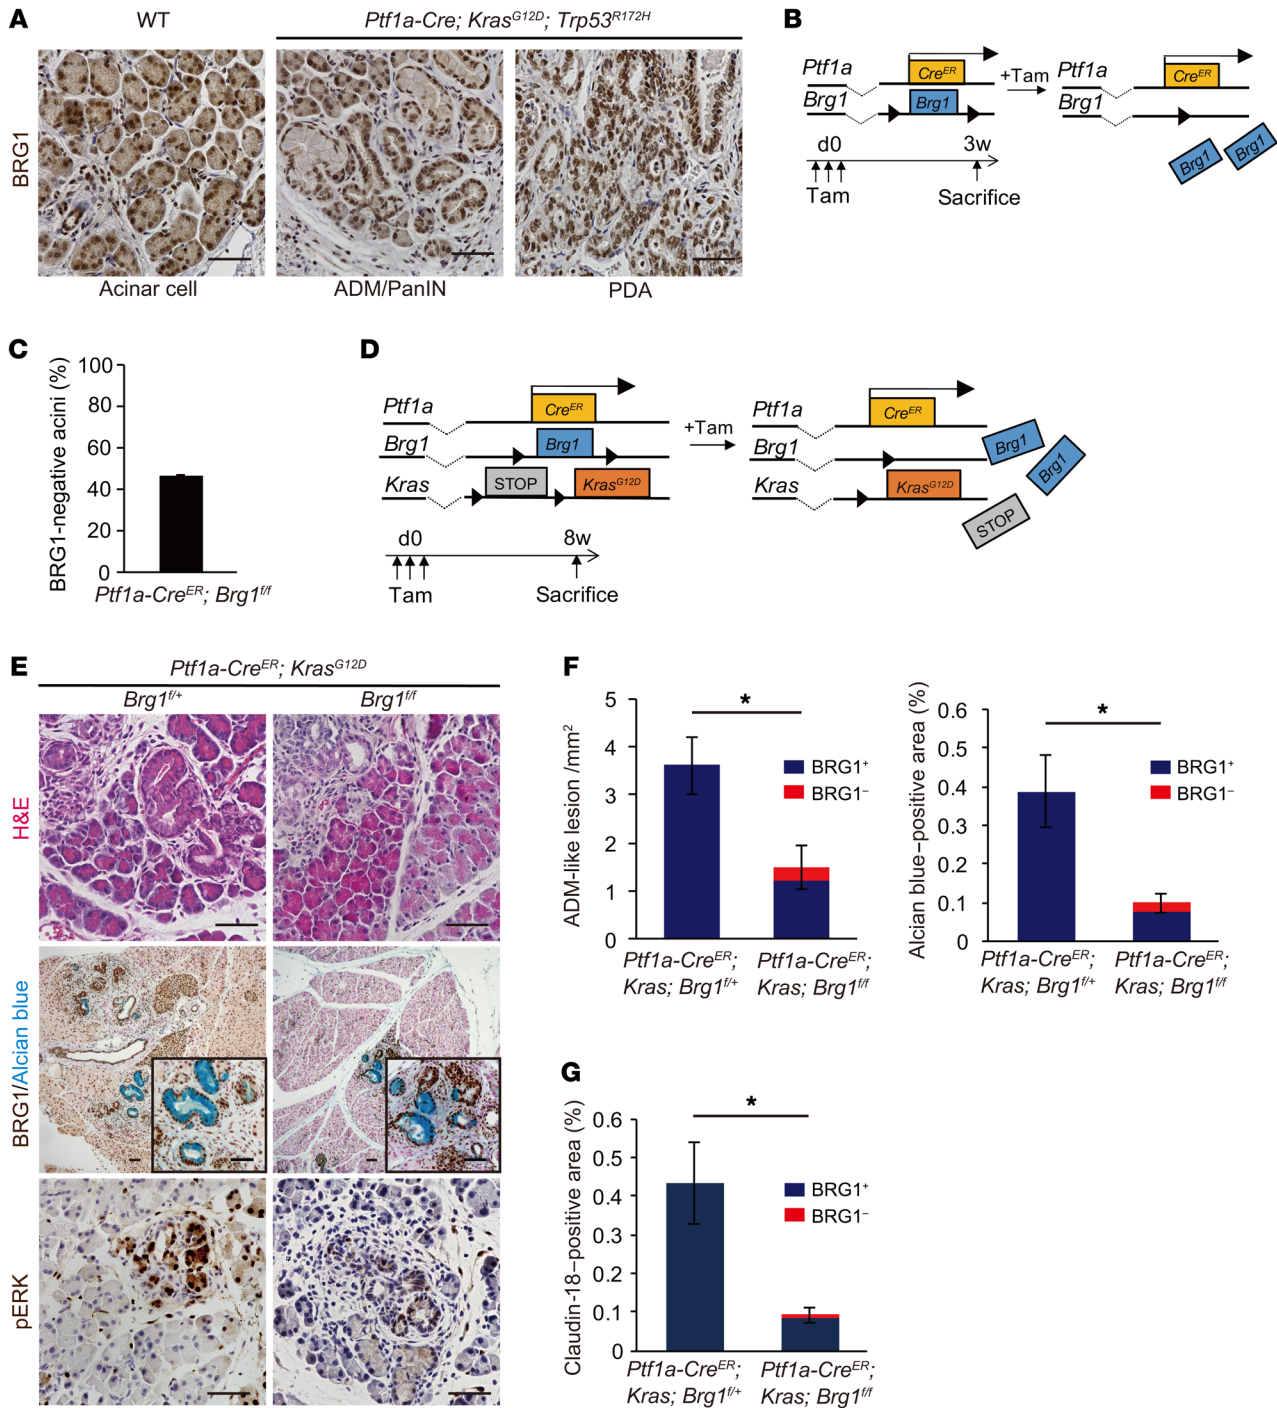 A
WT
Ptf1a-Cre; KrasG12D; Trp53R172H
BRG1
Acinar cell
ADM/PanIN
PDA
B
Ptf1a
CreER
Brg1
Brg1
+Tam
Ptf1a
CreER
Brg1
Brg1
Brg1
d0
3w
Tam
Sacrifice
C
BRG1-negative acini (%)
100
80
60
40
20
0
Ptf1a-CreER; Brg1f/f
D
Ptf1a
CreER
Brg1
Brg1
Kras
STOP
KrasG12D
+Tam
Ptf1a
CreER
Brg1
Kras
KrasG12D
Brg1
Brg1
STOP
d0
8w
Tam
Sacrifice
E
Ptf1a-CreER; KrasG12D
Brg1f/+
Brg1f/f
H&E
BRG1/Alcian blue
pERK
F
ADM-like lesion /mm2
5
4
3
2
1
0
*
BRG1+
BRG1–
Ptf1a-CreER;
Kras; Brg1f/+
Ptf1a-CreER;
Kras; Brg1f/f
Alcian blue–positive area (%)
0.6
0.5
0.4
0.3
0.2
0.1
0
*
BRG1+
BRG1–
Ptf1a-CreER;
Kras; Brg1f/+
Ptf1a-CreER;
Kras; Brg1f/f
G
Claudin-18–positive area (%)
0.6
0.5
0.4
0.3
0.2
0.1
0
*
BRG1+
BRG1–
Ptf1a-CreER;
Kras; Brg1f/+
Ptf1a-CreER;
Kras; Brg1f/f